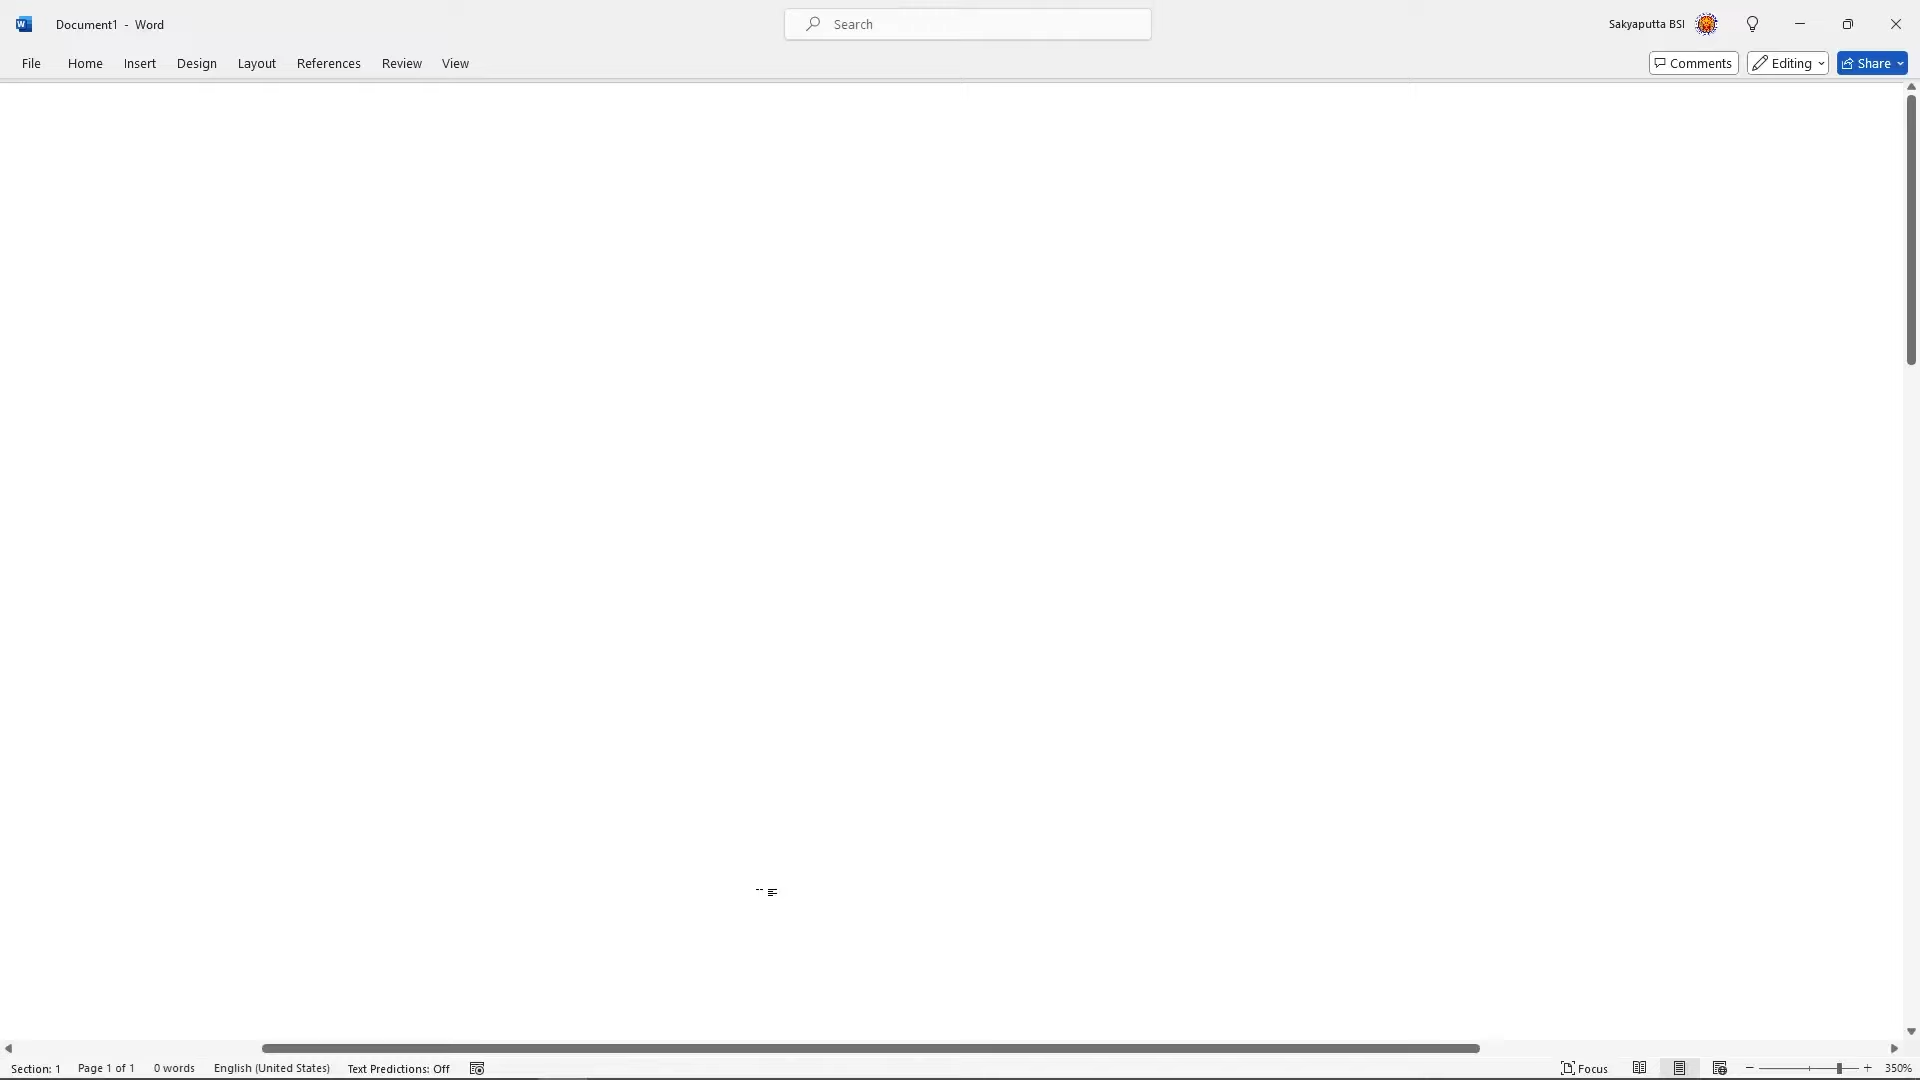 Document1 - Word
Search
Sakyaputta BSI
File Home Insert Design Layout References Review View
Comments Editing Share
Section: 1 Page 1 of 1 0 words English (United States) Text Predictions: Off
Focus 350%